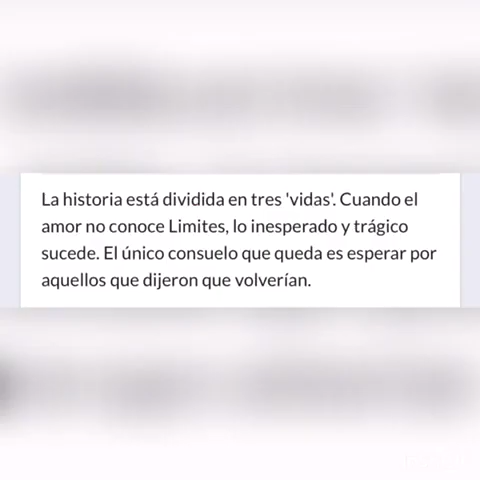 La historia está dividida en tres 'vidas'. Cuando el
amor no conoce Limites, lo inesperado y trágico
sucede. El único consuelo que queda es esperar por
aquellos que dijeron que volverían.